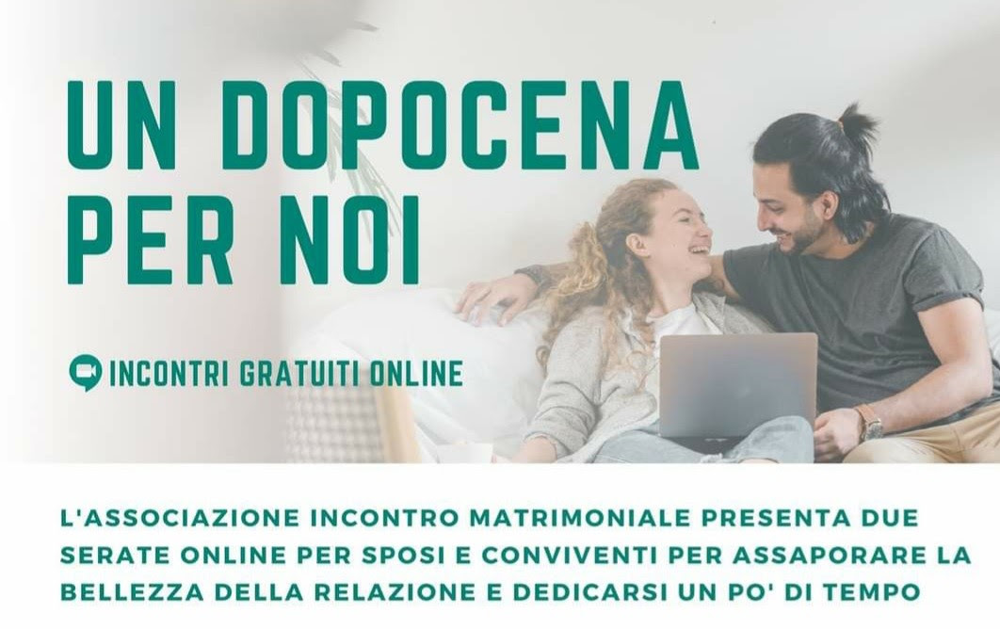 UN DOPOCENA
PER NOI
INCONTRI GRATUITI ONLINE
L'ASSOCIAZIONE INCONTRO MATRIMONIALE PRESENTA DUE
SERATE ONLINE PER SPOSI E CONVIVENTI PER ASSAPORARE LA
BELLEZZA DELLA RELAZIONE E DEDICARSI UN PO' DI TEMPO